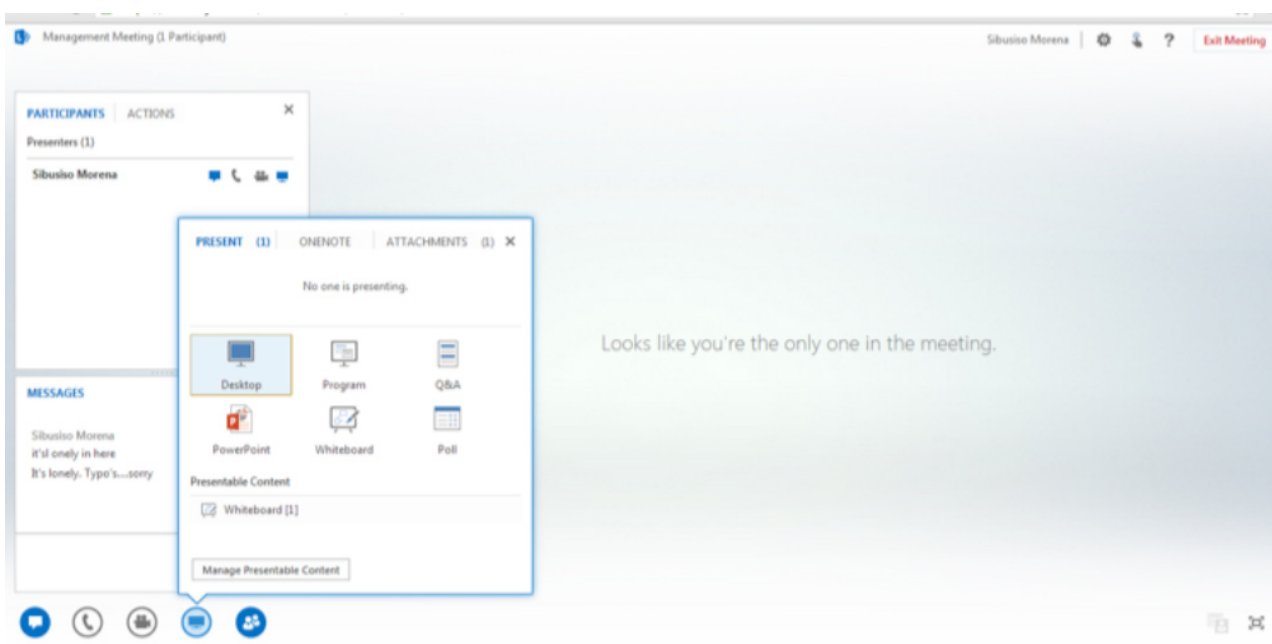 Management Meeting (1 Participant)
Sibusiso Morena
?
Exit Meeting
PARTICIPANTS ACTIONS
Presenters (1)
Sibusiso Morena
PRESENT (1) ONENOTE ATTACHMENTS (1)
No one is presenting.
Desktop Program Q&A
PowerPoint Whiteboard Poll
Presentable Content
Whiteboard [1]
Manage Presentable Content
MESSAGES
Sibusiso Morena
it'sl onely in here
It's lonely. Typo's....sorry
Looks like you're the only one in the meeting.